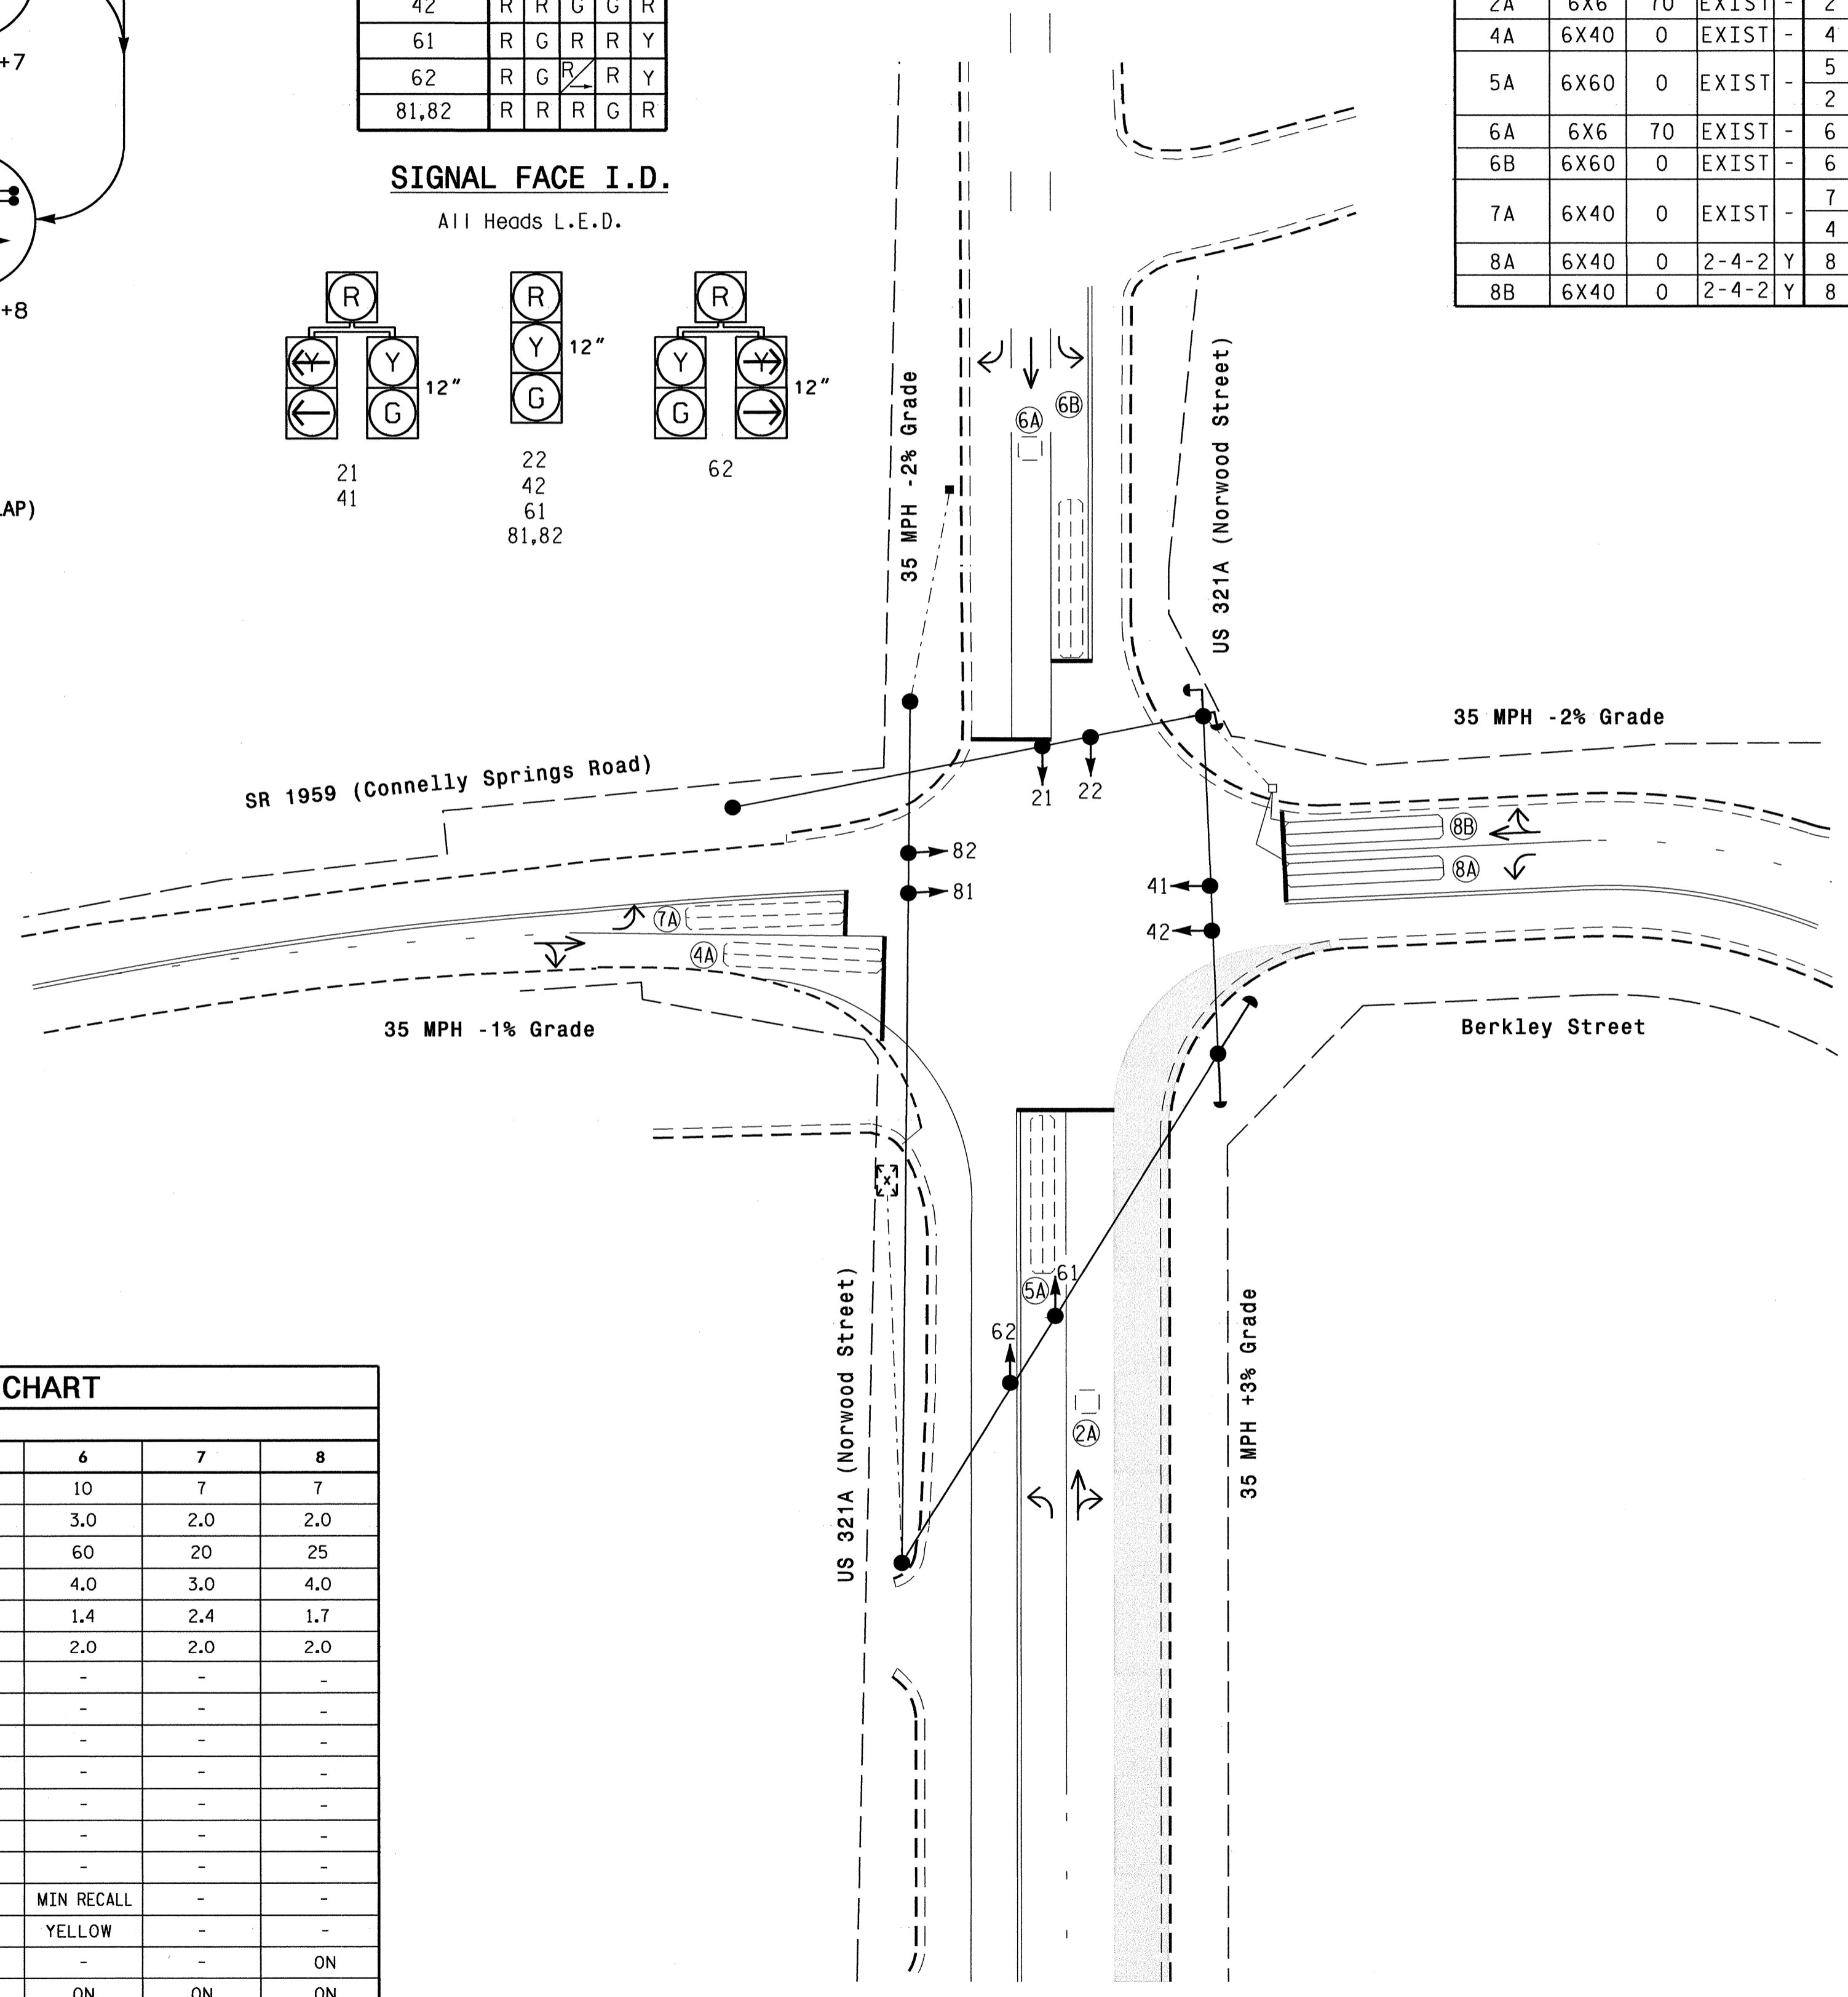 42 R R G G R
61 R G R R Y
62 R G R R Y
81,82 R R R G R
SIGNAL FACE I.D.
All Heads L.E.D.
R R R
Y Y Y Y Y
12" 12" 12"
G G G
21
41
22
42
61
81,82
62
+7
+8
LAP)
2A 6X6 70 EXIST - 2
4A 6X40 0 EXIST - 4
5A 6X60 0 EXIST - 5
2
6A 6X6 70 EXIST - 6
6B 6X60 0 EXIST - 6
7A 6X40 0 EXIST - 7
4
8A 6X40 0 2-4-2 Y 8
8B 6X40 0 2-4-2 Y 8
35 MPH -2% Grade
6A
6B
US 321A (Norwood Street)
35 MPH -2% Grade
SR 1959 (Connelly Springs Road)
21 22
82
81
41
42
8B
8A
7A
4A
35 MPH -1% Grade
Berkley Street
61
5A
62
2A
US 321A (Norwood Street)
35 MPH +3% Grade
CHART
6 7 8
10 7 7
3.0 2.0 2.0
60 20 25
4.0 3.0 4.0
1.4 2.4 1.7
2.0 2.0 2.0
- - -
- - -
- - -
- - -
- - -
- - -
- - -
MIN RECALL - -
YELLOW - -
- - ON
ON ON ON